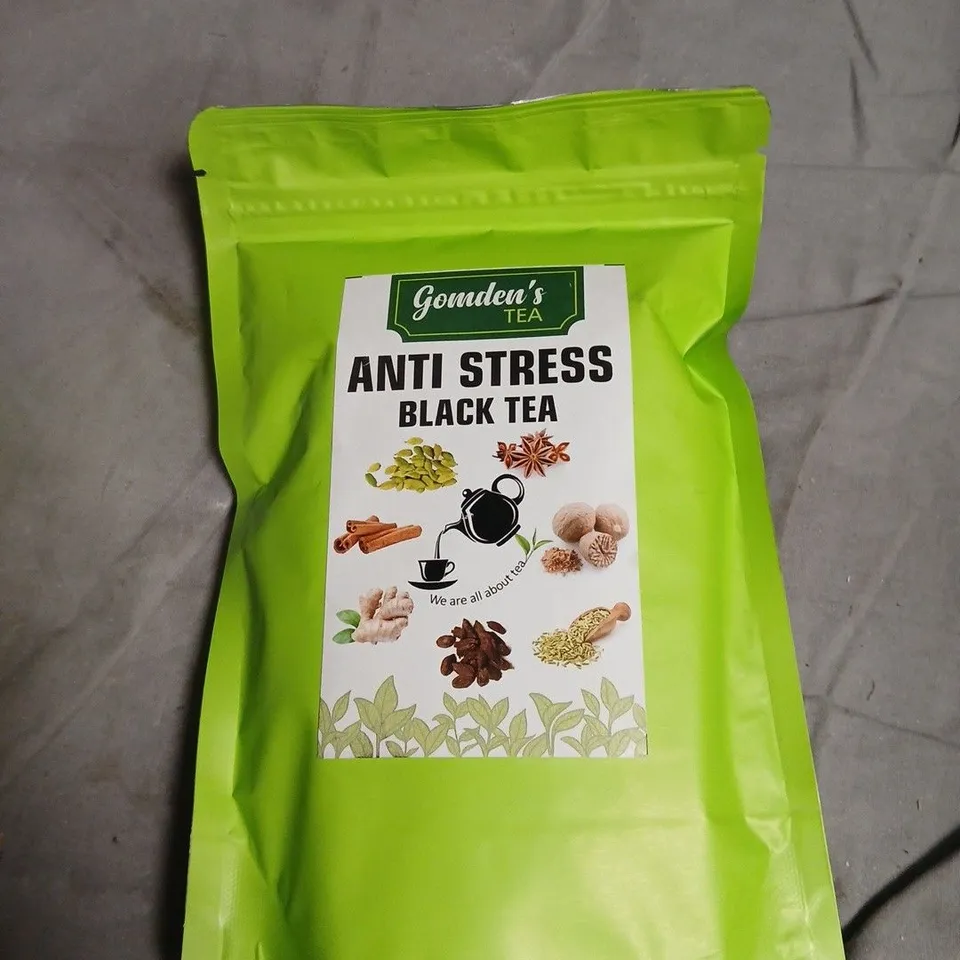 Gomden's
TEA
ANTI STRESS
BLACK TEA
We are all about tea